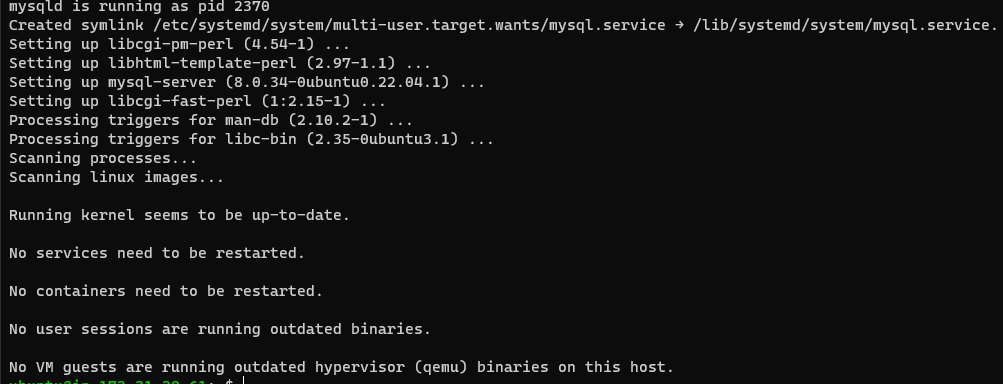 mysqld is running as pid 2370
Created symlink /etc/systemd/system/multi-user.target.wants/mysql.service → /lib/systemd/system/mysql.service.
Setting up libcgi-pm-perl (4.54-1) ...
Setting up libhtml-template-perl (2.97-1.1) ...
Setting up mysql-server (8.0.34-0ubuntu0.22.04.1) ...
Setting up libcgi-fast-perl (1:2.15-1) ...
Processing triggers for man-db (2.10.2-1) ...
Processing triggers for libc-bin (2.35-0ubuntu3.1) ...
Scanning processes...
Scanning linux images...
Running kernel seems to be up-to-date.
No services need to be restarted.
No containers need to be restarted.
No user sessions are running outdated binaries.
No VM guests are running outdated hypervisor (qemu) binaries on this host.